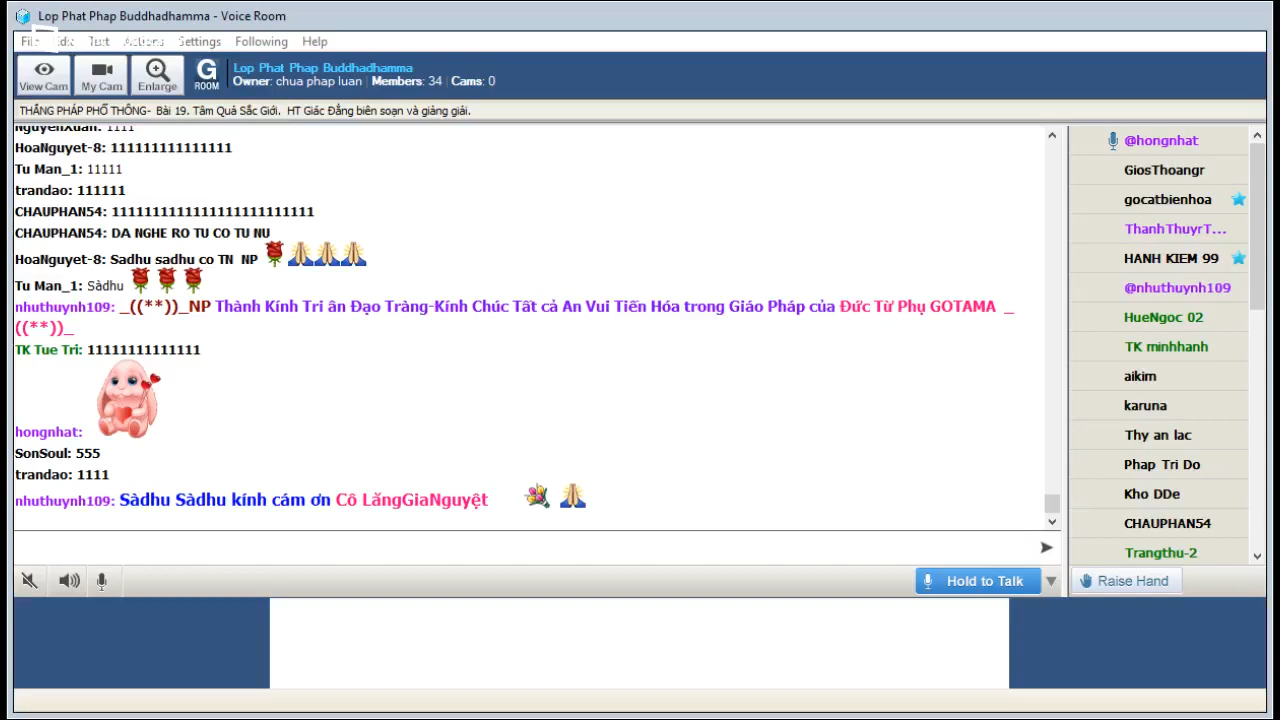 Lop Phat Phap Buddhadhamma - Voice Room
Text Actions Settings Following Help
View Cam My Cam Enlarge G ROOM
Lop Phat Phap Buddhadhamma
Owner: chua phap luan | Members: 34 | Cams: 0
THẮNG PHÁP PHỔ THÔNG- Bài 19. Tâm Quả Sắc Giới. HT Giác Đẳng biên soạn và giảng giải.
NguyenXuan: 1111
HoaNguyet-8: 111111111111111
Tu Man_1: 11111
trandao: 111111
CHAUPHAN54: 1111111111111111111111111
CHAUPHAN54: DA NGHE RO TU CO TU NU
HoaNguyet-8: Sadhu sadhu co TN NP
Tu Man_1: Sàdhu
nhuthuynh109: _((**))_NP Thành Kính Tri ân Đạo Tràng-Kính Chúc Tất cả An Vui Tiến Hóa trong Giáo Pháp của Đức Từ Phụ GOTAMA _
((**))_
TK Tue Tri: 11111111111111
hongnhat:
SonSoul: 555
trandao: 1111
nhuthuynh109: Sàdhu Sàdhu kính cám ơn Cô LẵngGiaNguyệt
Hold to Talk
@hongnhat
GiosThoangr
gocatbienhoa
ThanhThuyrT...
HANH KIEM 99
@nhuthuynh109
HueNgoc 02
TK minhhanh
aikim
karuna
Thy an lac
Phap Tri Do
Kho DDe
CHAUPHAN54
Trangthu-2
Raise Hand